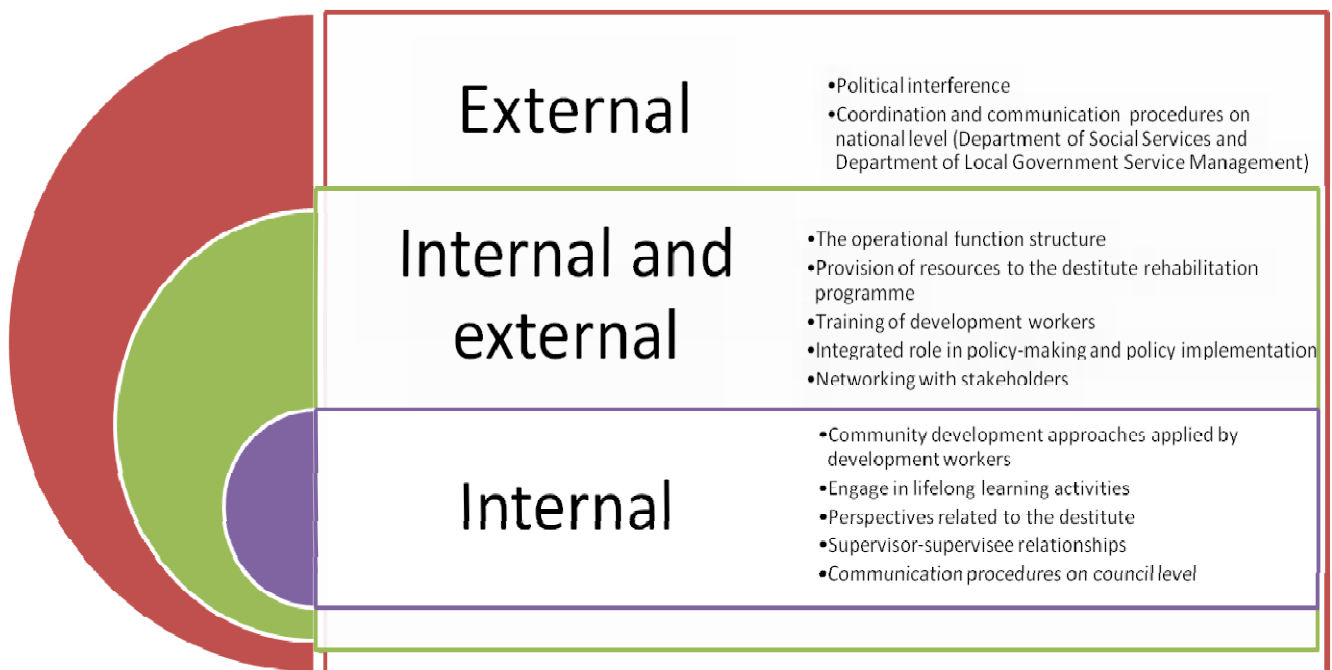 External
•Political interference
•Coordination and communication procedures on
national level (Department of Social Services and
Department of Local Government Service Management)
Internal and
external
•The operational function structure
•Provision of resources to the destitute rehabilitation
programme
•Training of development workers
•Integrated role in policy-making and policy implementation
•Networking with stakeholders
Internal
•Community development approaches applied by
development workers
•Engage in lifelong learning activities
•Perspectives related to the destitute
•Supervisor-supervisee relationships
•Communication procedures on council level